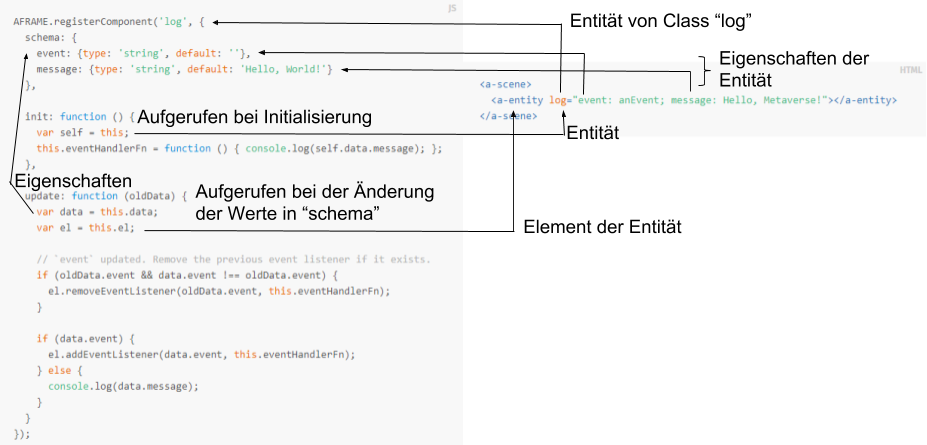 JS
AFRAME.registerComponent('log', {
schema: {
event: {type: 'string', default: ''},
message: {type: 'string', default: 'Hello, World!'}
},
init: function () {
var self = this;
this.eventHandlerFn = function () { console.log(self.data.message); };
},
update: function (oldData) {
var data = this.data;
var el = this.el;
// `event` updated. Remove the previous event listener if it exists.
if (oldData.event && data.event !== oldData.event) {
el.removeEventListener(oldData.event, this.eventHandlerFn);
}
if (data.event) {
el.addEventListener(data.event, this.eventHandlerFn);
} else {
console.log(data.message);
}
}
});
Aufgerufen bei Initialisierung
Eigenschaften
Aufgerufen bei der Änderung
der Werte in “schema”
Entität von Class “log”
Eigenschaften der
Entität
HTML
<a-scene>
<a-entity log="event: anEvent; message: Hello, Metaverse!"></a-entity>
</a-scene>
Entität
Element der Entität